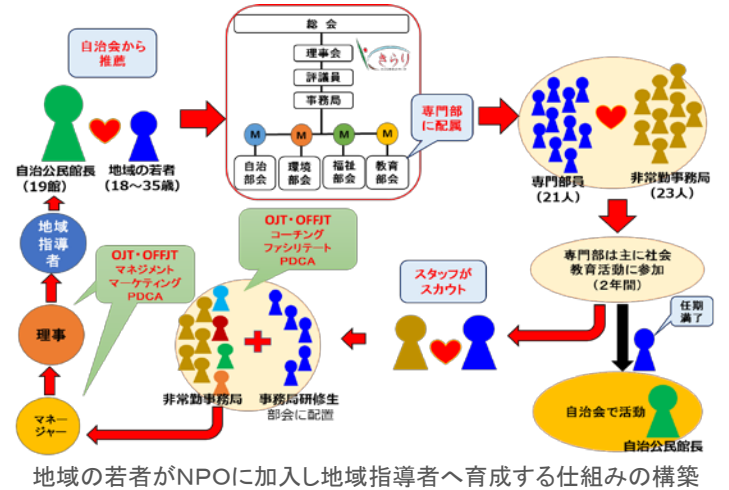 自治会から
推薦
自治公民館長
（19館）
地域の若者
（18～35歳）
総 会
理事会
きらり
評議員
事務局
M
M
M
M
自治
部会
環境
部会
福祉
部会
教育
部会
専門部
に配属
専門部員
（21人）
非常勤事務局
（23人）
専門部は主に社会
教育活動に参加
（2年間）
任期
満了
自治会で活動
自治公民館長
スタッフが
スカウト
OJT・OFFJT
コーチング
ファシリテート
PDCA
非常勤事務局
事務局研修生
部会に配置
OJT・OFFJT
マネジメント
マーケティング
PDCA
マネー
ジャー
理事
地域
指導
者
地域の若者がNPOに加入し地域指導者へ育成する仕組みの構築